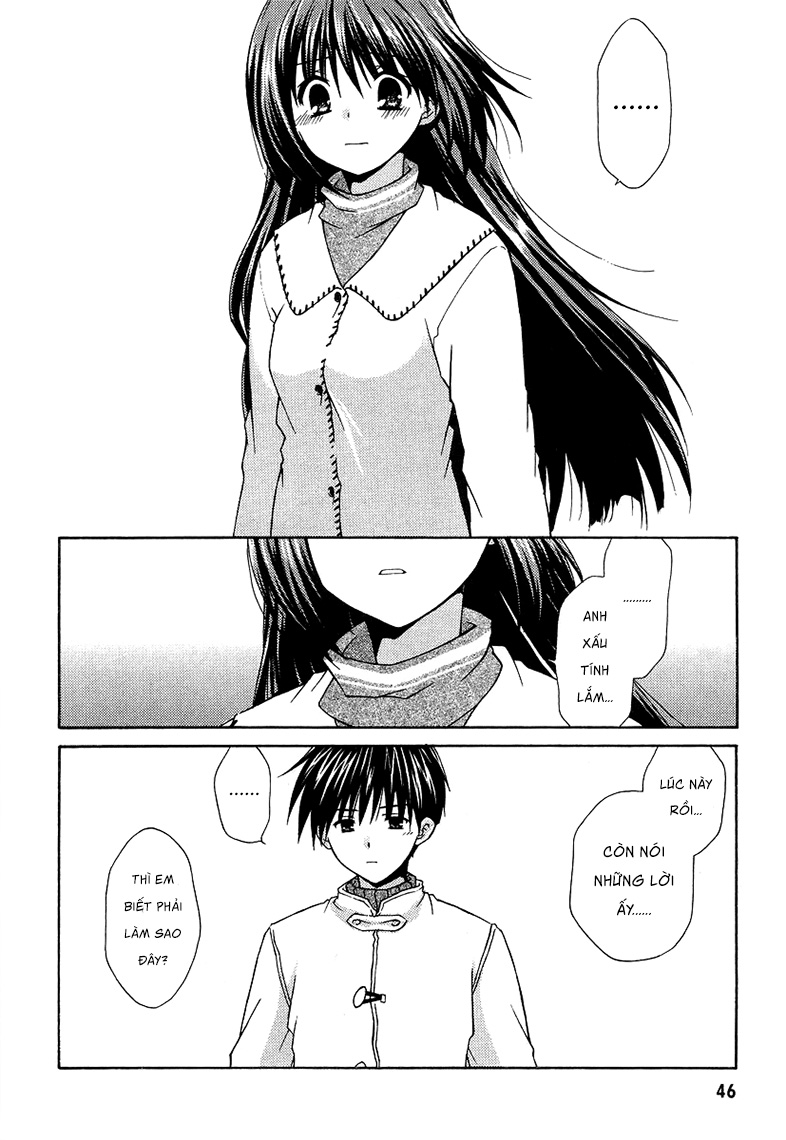 ......
.........
ANH
XẤU
TÍNH
LẮM...
LÚC NÀY
RỒI...
CÒN NÓI
NHỮNG LỜI
ẤY......
......
THÌ EM
BIẾT PHẢI
LÀM SAO
ĐÂY?
46